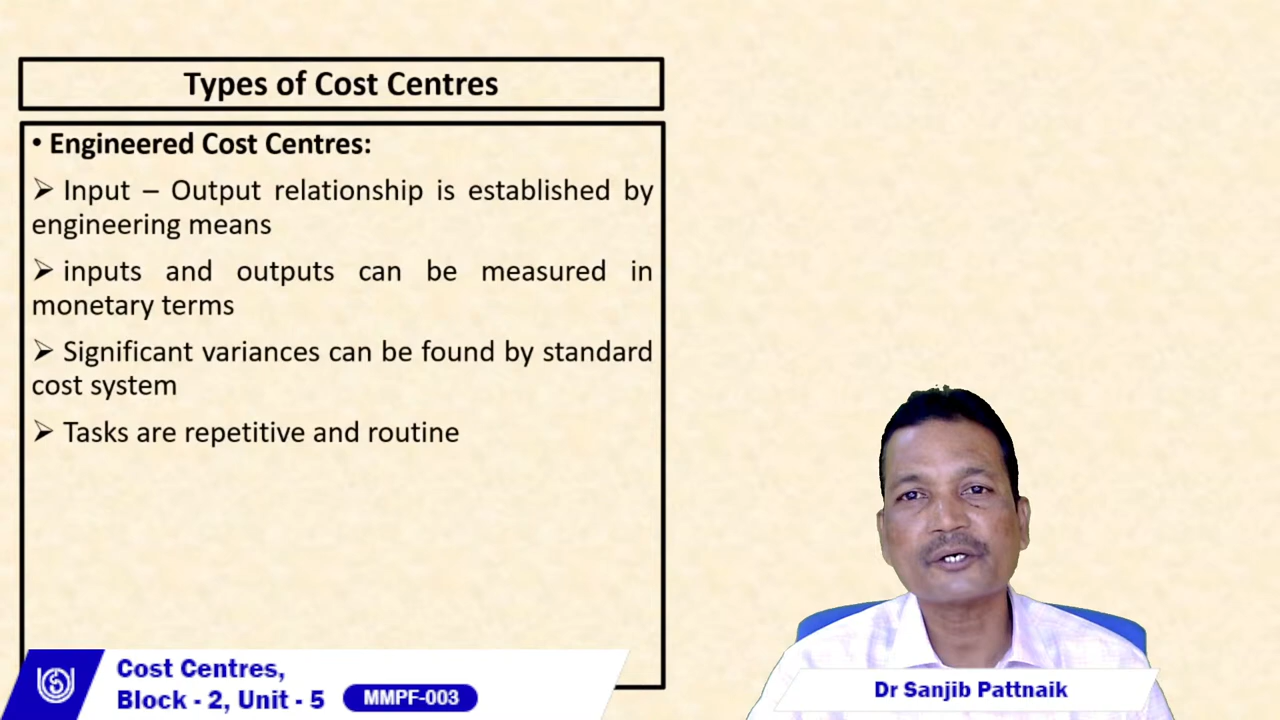 Types of Cost Centres
• Engineered Cost Centres:
➢ Input – Output relationship is established by
engineering means
➢ inputs and outputs can be measured in
monetary terms
➢ Significant variances can be found by standard
cost system
➢ Tasks are repetitive and routine
Cost Centres,
Block - 2, Unit - 5 MMPF-003
Dr Sanjib Pattnaik